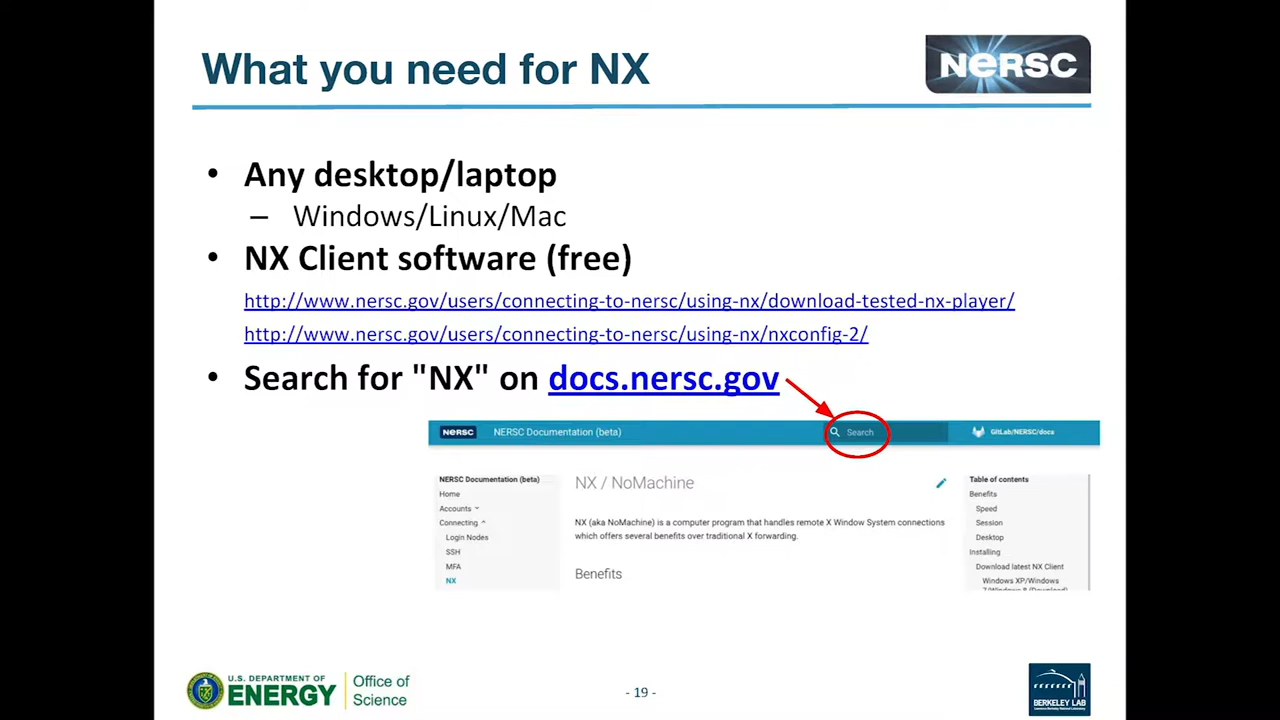 What you need for NX
NERSC
• Any desktop/laptop
– Windows/Linux/Mac
• NX Client software (free)
http://www.nersc.gov/users/connecting-to-nersc/using-nx/download-tested-nx-player/
http://www.nersc.gov/users/connecting-to-nersc/using-nx/nxconfig-2/
• Search for "NX" on docs.nersc.gov
NERSC NERSC Documentation (beta) Search GitLab/NERSC/docs
NERSC Documentation (beta)
Home
Accounts
Connecting
Login Nodes
SSH
MFA
NX
NX / NoMachine
NX (aka NoMachine) is a computer program that handles remote X Window System connections
which offers several benefits over traditional X forwarding.
Benefits
Table of contents
Benefits
Speed
Session
Desktop
Installing
Download latest NX Client
Windows XP/Windows
7/Windows 8 (Download)
U.S. DEPARTMENT OF
ENERGY
Office of
Science
- 19 -
BERKELEY LAB